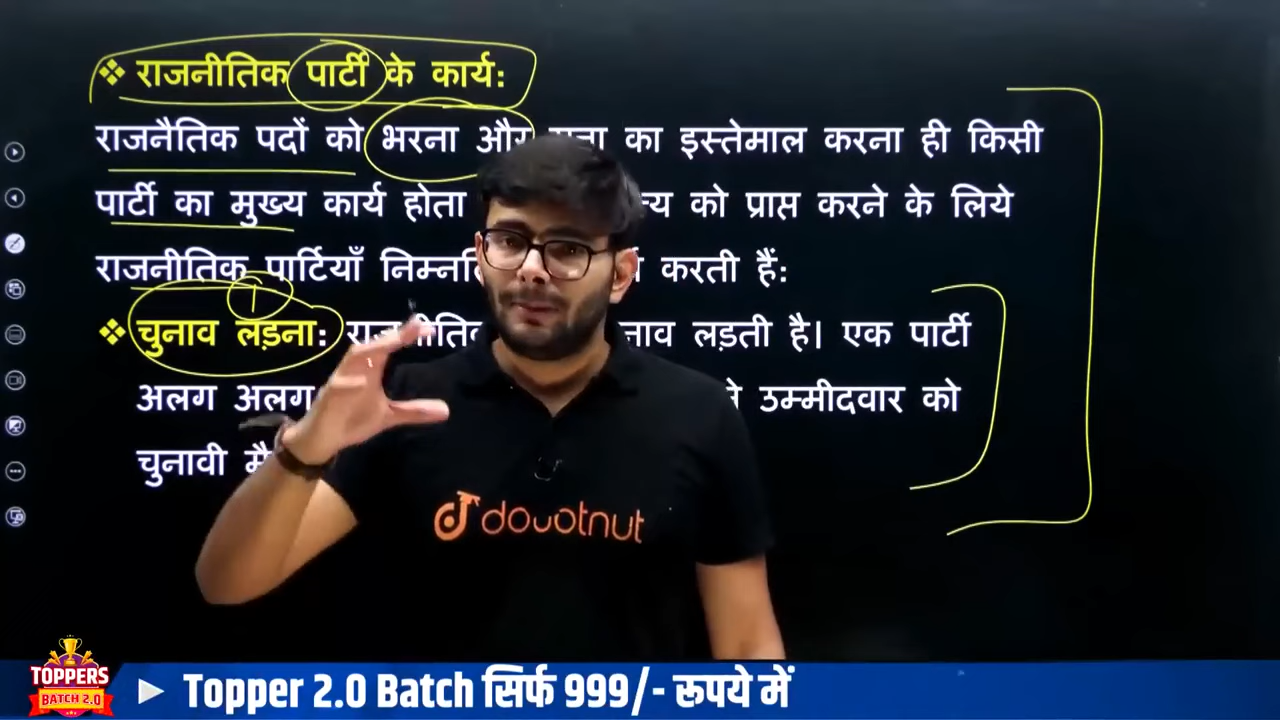 ❖ राजनीतिक पार्टी के कार्य:
राजनैतिक पदों को भरना और का इस्तेमाल करना ही किसी
पार्टी का मुख्य कार्य होता को प्राप्त करने के लिये
राजनीतिक पार्टियाँ करती हैं:
1
❖ चुनाव लड़ना: लड़ती है। एक पार्टी
अलग अलग उम्मीदवार को
चुनावी
doubtnut
TOPPERS
BATCH 2.0
Topper 2.0 Batch सिर्फ 999/- रूपये में